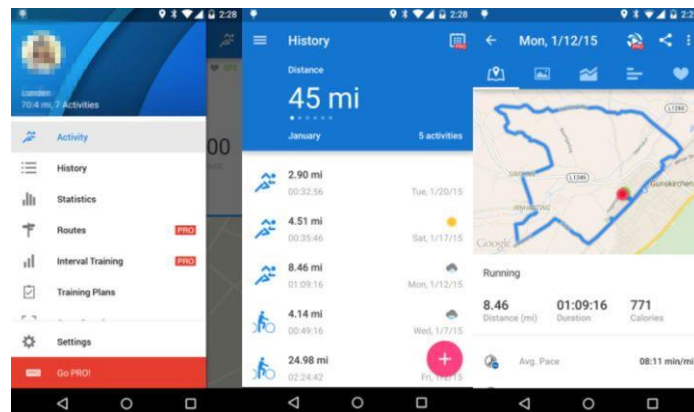 2:28
70.4 mi, 7 Activities
Activity
History
Statistics
Routes PRO
Interval Training PRO
Training Plans
Settings
PRO Go PRO!
GPS
00
2:28
History
Distance
45 mi
January 5 activities
2.90 mi
00:32:56 Tue, 1/20/15
4.51 mi
00:35:46 Sat, 1/17/15
8.46 mi
01:09:16 Mon, 1/12/15
4.14 mi
00:49:16 Wed, 1/7/15
24.98 mi
02:24:42 Fri,
+
2:28
Mon, 1/12/15
L1249
Gunskirchen
Google
Running
8.46 01:09:16 771
Distance (mi) Duration Calories
Avg. Pace 08:11 min/mi